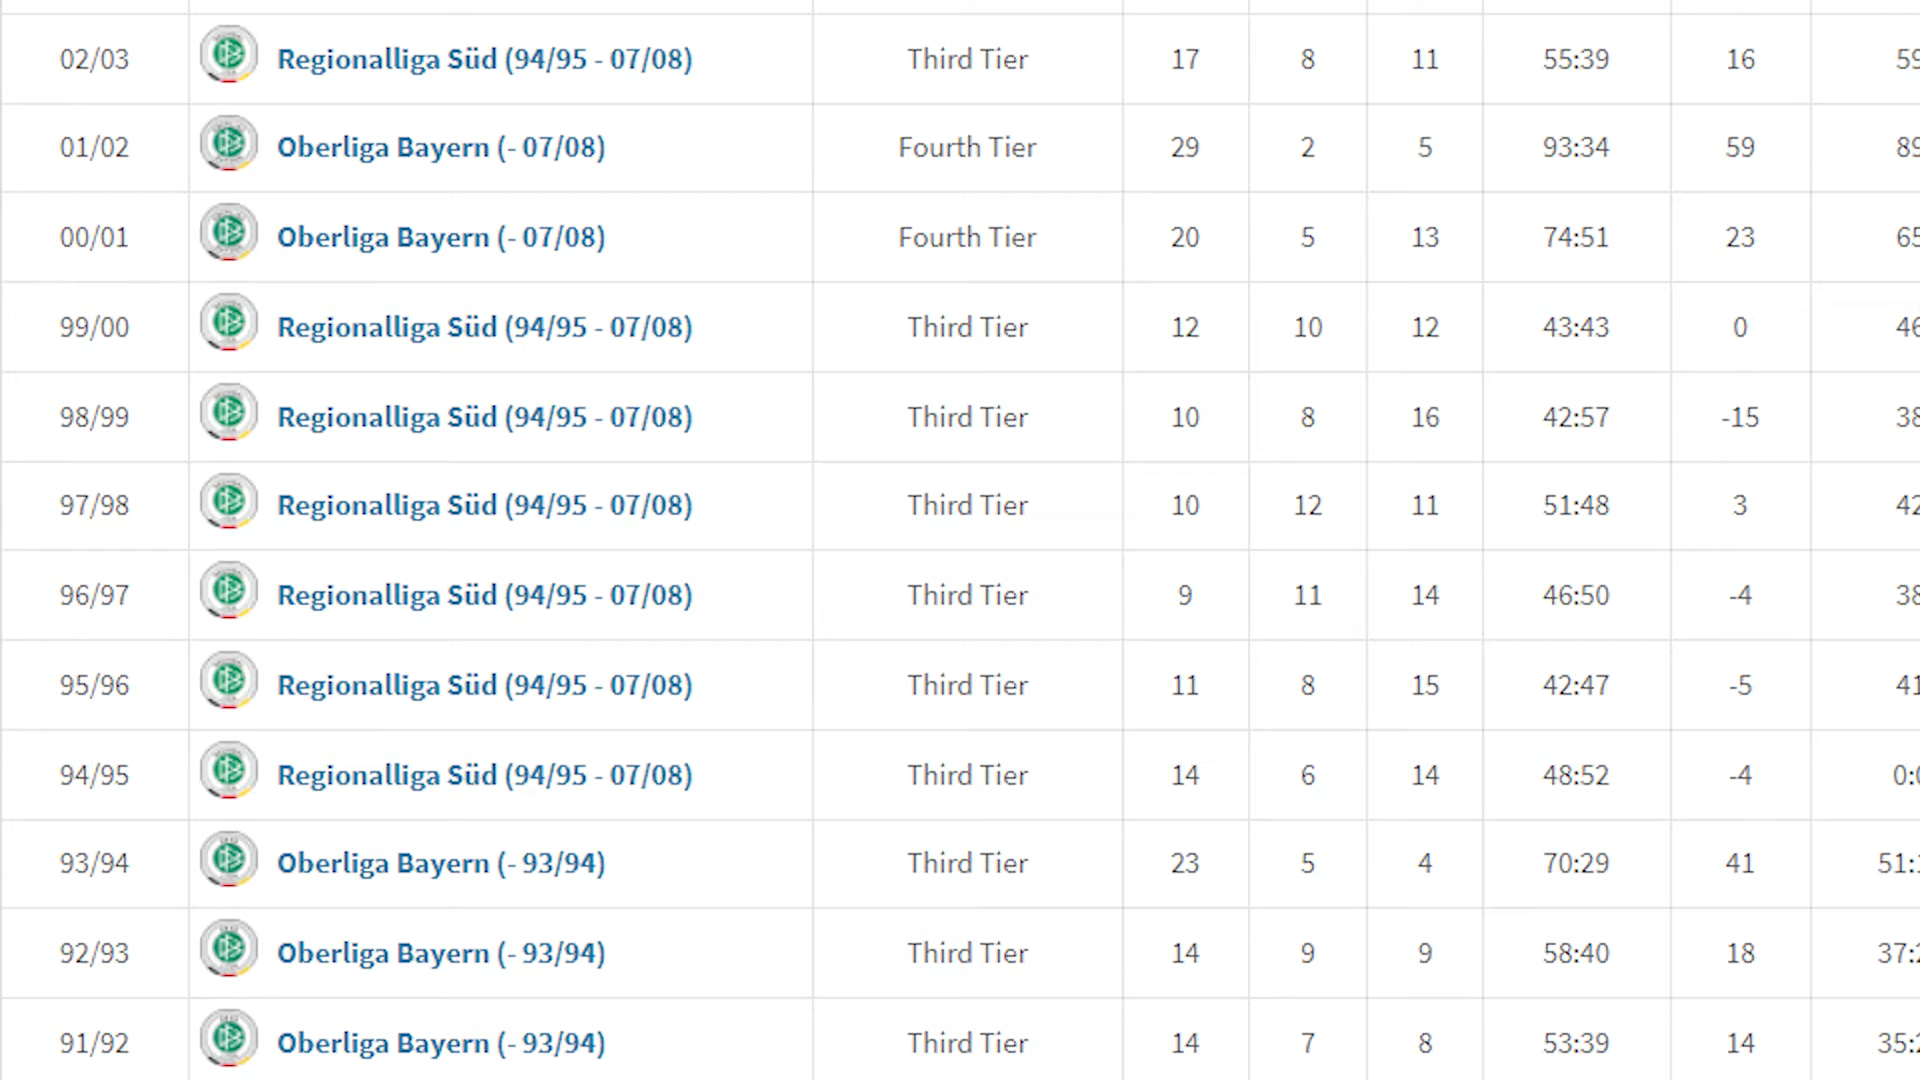 02/03 Regionalliga Süd (94/95 - 07/08) Third Tier 17 8 11 55:39 16 59
01/02 Oberliga Bayern (- 07/08) Fourth Tier 29 2 5 93:34 59 89
00/01 Oberliga Bayern (- 07/08) Fourth Tier 20 5 13 74:51 23 65
99/00 Regionalliga Süd (94/95 - 07/08) Third Tier 12 10 12 43:43 0 46
98/99 Regionalliga Süd (94/95 - 07/08) Third Tier 10 8 16 42:57 -15 38
97/98 Regionalliga Süd (94/95 - 07/08) Third Tier 10 12 11 51:48 3 42
96/97 Regionalliga Süd (94/95 - 07/08) Third Tier 9 11 14 46:50 -4 38
95/96 Regionalliga Süd (94/95 - 07/08) Third Tier 11 8 15 42:47 -5 41
94/95 Regionalliga Süd (94/95 - 07/08) Third Tier 14 6 14 48:52 -4 0:
93/94 Oberliga Bayern (- 93/94) Third Tier 23 5 4 70:29 41 51:
92/93 Oberliga Bayern (- 93/94) Third Tier 14 9 9 58:40 18 37:
91/92 Oberliga Bayern (- 93/94) Third Tier 14 7 8 53:39 14 35: